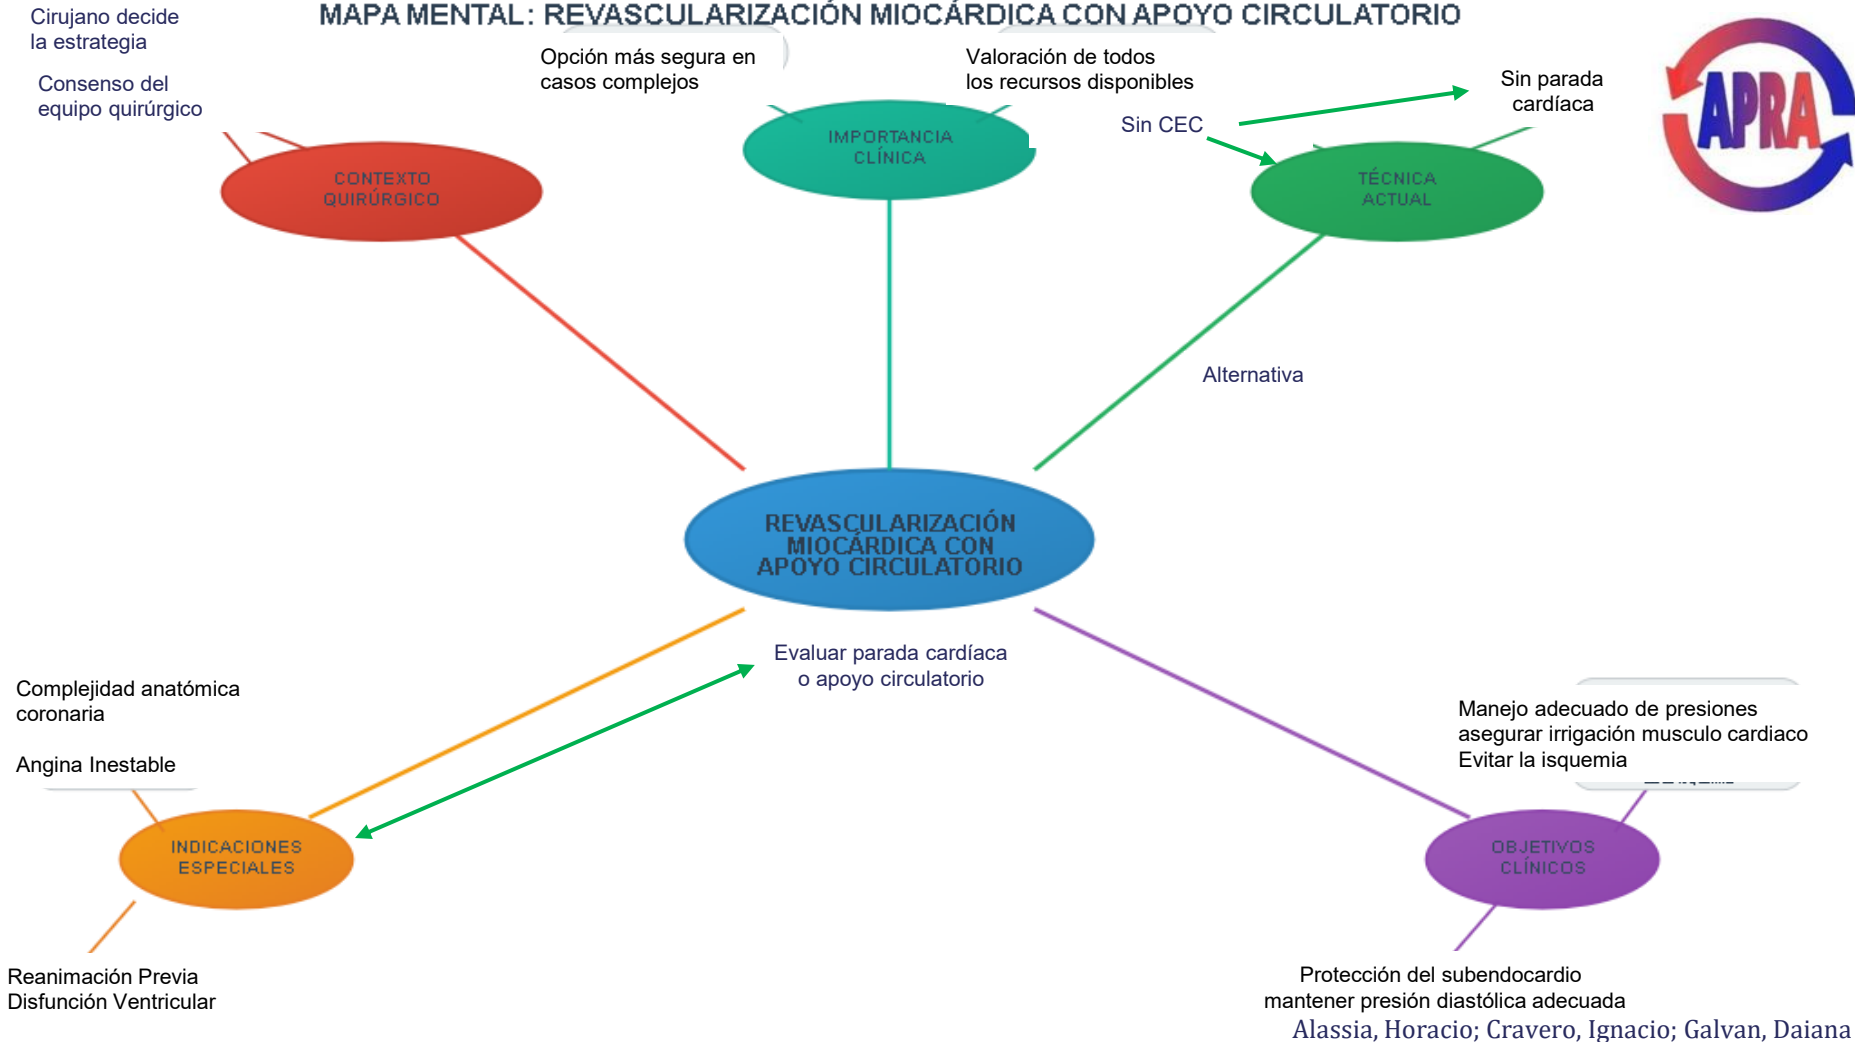 MAPA MENTAL: REVASCULARIZACIÓN MIOCÁRDICA CON APOYO CIRCULATORIO
Cirujano decide
la estrategia
Consenso del
equipo quirúrgico
Opción más segura en
casos complejos
Valoración de todos
los recursos disponibles
Sin CEC
Sin parada
cardíaca
APRA
CONTEXTO
QUIRÚRGICO
IMPORTANCIA
CLÍNICA
TÉCNICA
ACTUAL
Alternativa
REVASCULARIZACIÓN
MIOCÁRDICA CON
APOYO CIRCULATORIO
Evaluar parada cardíaca
o apoyo circulatorio
Complejidad anatómica
coronaria
Angina Inestable
INDICACIONES
ESPECIALES
Reanimación Previa
Disfunción Ventricular
Manejo adecuado de presiones
asegurar irrigación musculo cardiaco
Evitar la isquemia
OBJETIVOS
CLÍNICOS
Protección del subendocardio
mantener presión diastólica adecuada
Alassia, Horacio; Cravero, Ignacio; Galvan, Daiana